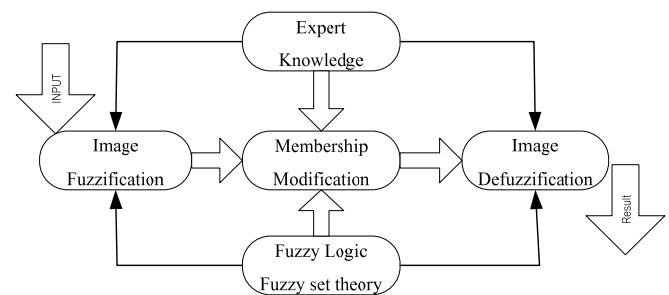 Expert
Knowledge
INPUT
Image
Fuzzification
Membership
Modification
Image
Defuzzification
Result
Fuzzy Logic
Fuzzy set theory